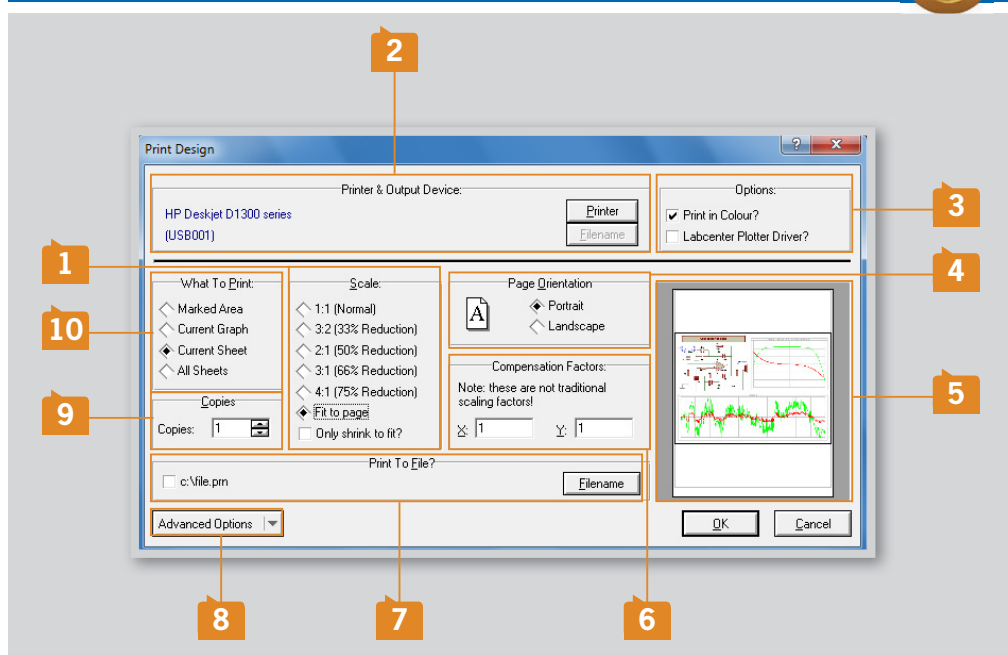 2
Print Design
Printer & Output Device:
HP Deskjet D1300 series
(USB001)
Printer
Filename
Options:
Print in Colour?
Labcenter Plotter Driver?
3
1
4
What To Print:
Marked Area
Current Graph
Current Sheet
All Sheets
10
Scale:
1:1 (Normal)
3:2 (33% Reduction)
2:1 (50% Reduction)
3:1 (66% Reduction)
4:1 (75% Reduction)
Fit to page
Only shrink to fit?
Page Orientation
A
Portrait
Landscape
Compensation Factors:
Note: these are not traditional
scaling factors!
X: 1 Y: 1
5
9
Copies
Copies: 1
Print To File?
c:\file.prn
Filename
Advanced Options
OK
Cancel
8
7
6